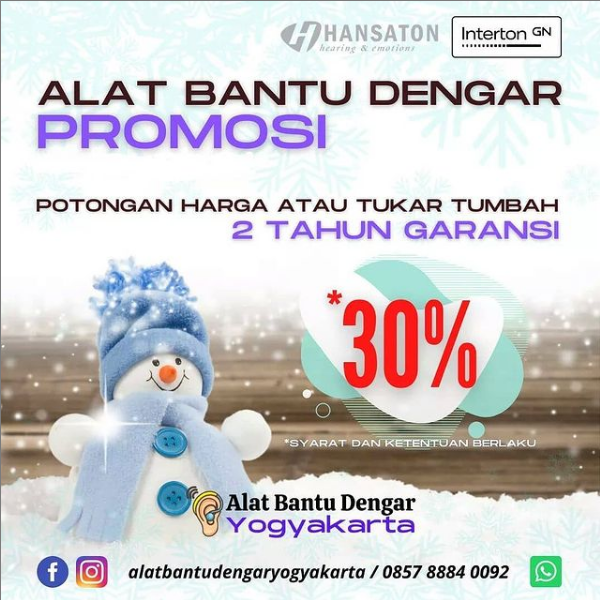 HANSATON
hearing & emotions
Interton GN
ALAT BANTU DENGAR
PROMOSI
POTONGAN HARGA ATAU TUKAR TUMBAH
2 TAHUN GARANSI
*30%
*SYARAT DAN KETENTUAN BERLAKU
Alat Bantu Dengar
Yogyakarta
alatbantudengaryogyakarta / 0857 8884 0092